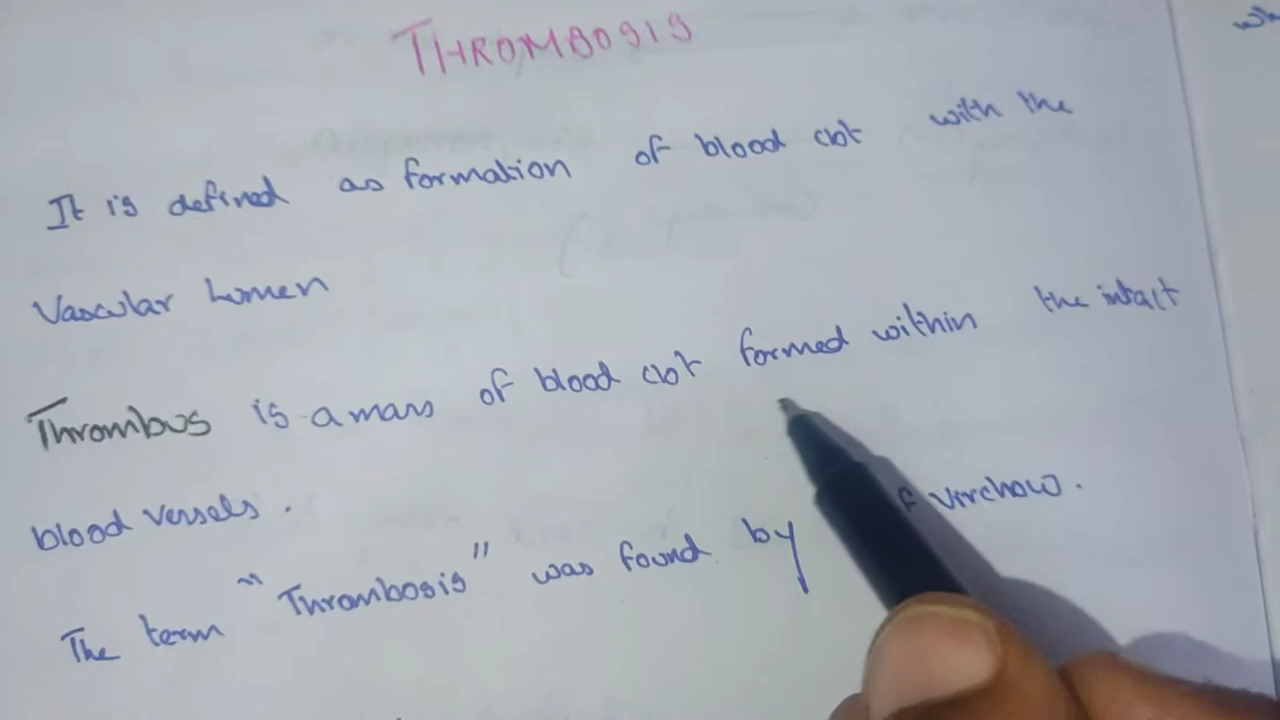 THROMBOSIS
It is defined as formation of blood clot with the
Vascular lumen
Thrombus is a mass of blood clot formed within the intact
blood vessels.
The term "Thrombosis" was found by Virchow.